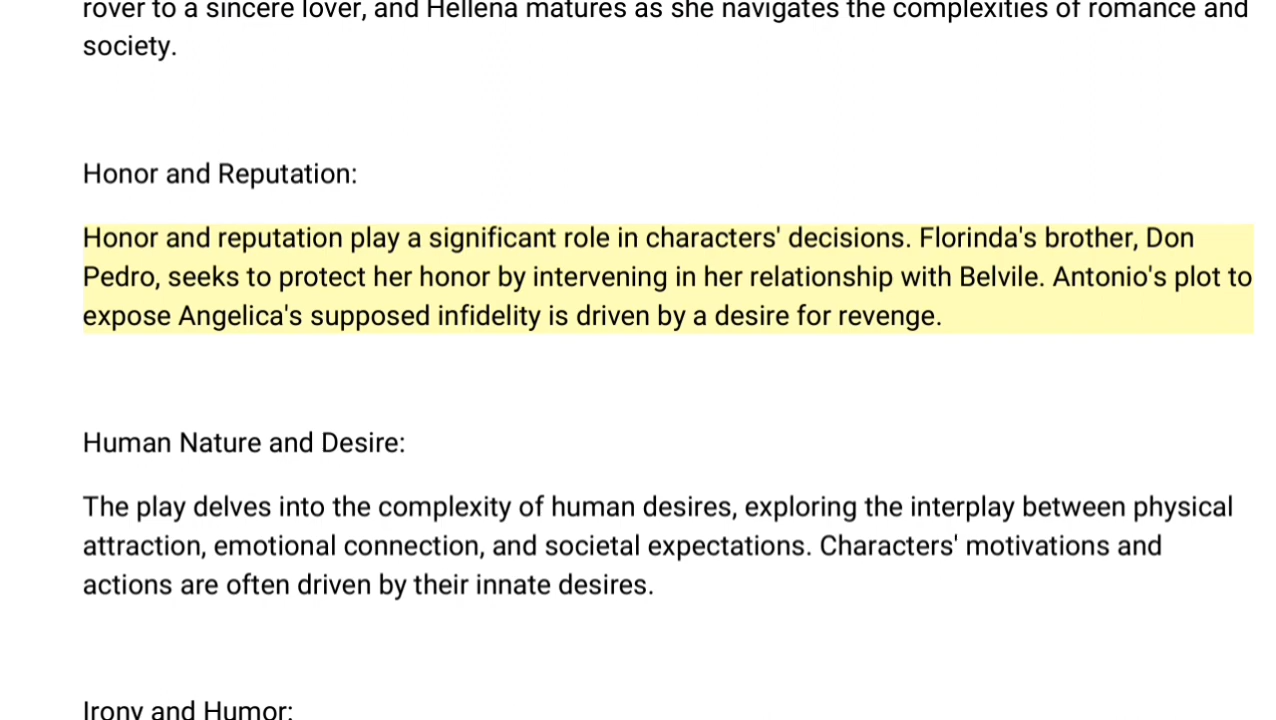 rover to a sincere lover, and Hellena matures as she navigates the complexities of romance and
society.
Honor and Reputation:
Honor and reputation play a significant role in characters' decisions. Florinda's brother, Don
Pedro, seeks to protect her honor by intervening in her relationship with Belvile. Antonio's plot to
expose Angelica's supposed infidelity is driven by a desire for revenge.
Human Nature and Desire:
The play delves into the complexity of human desires, exploring the interplay between physical
attraction, emotional connection, and societal expectations. Characters' motivations and
actions are often driven by their innate desires.
Irony and Humor: